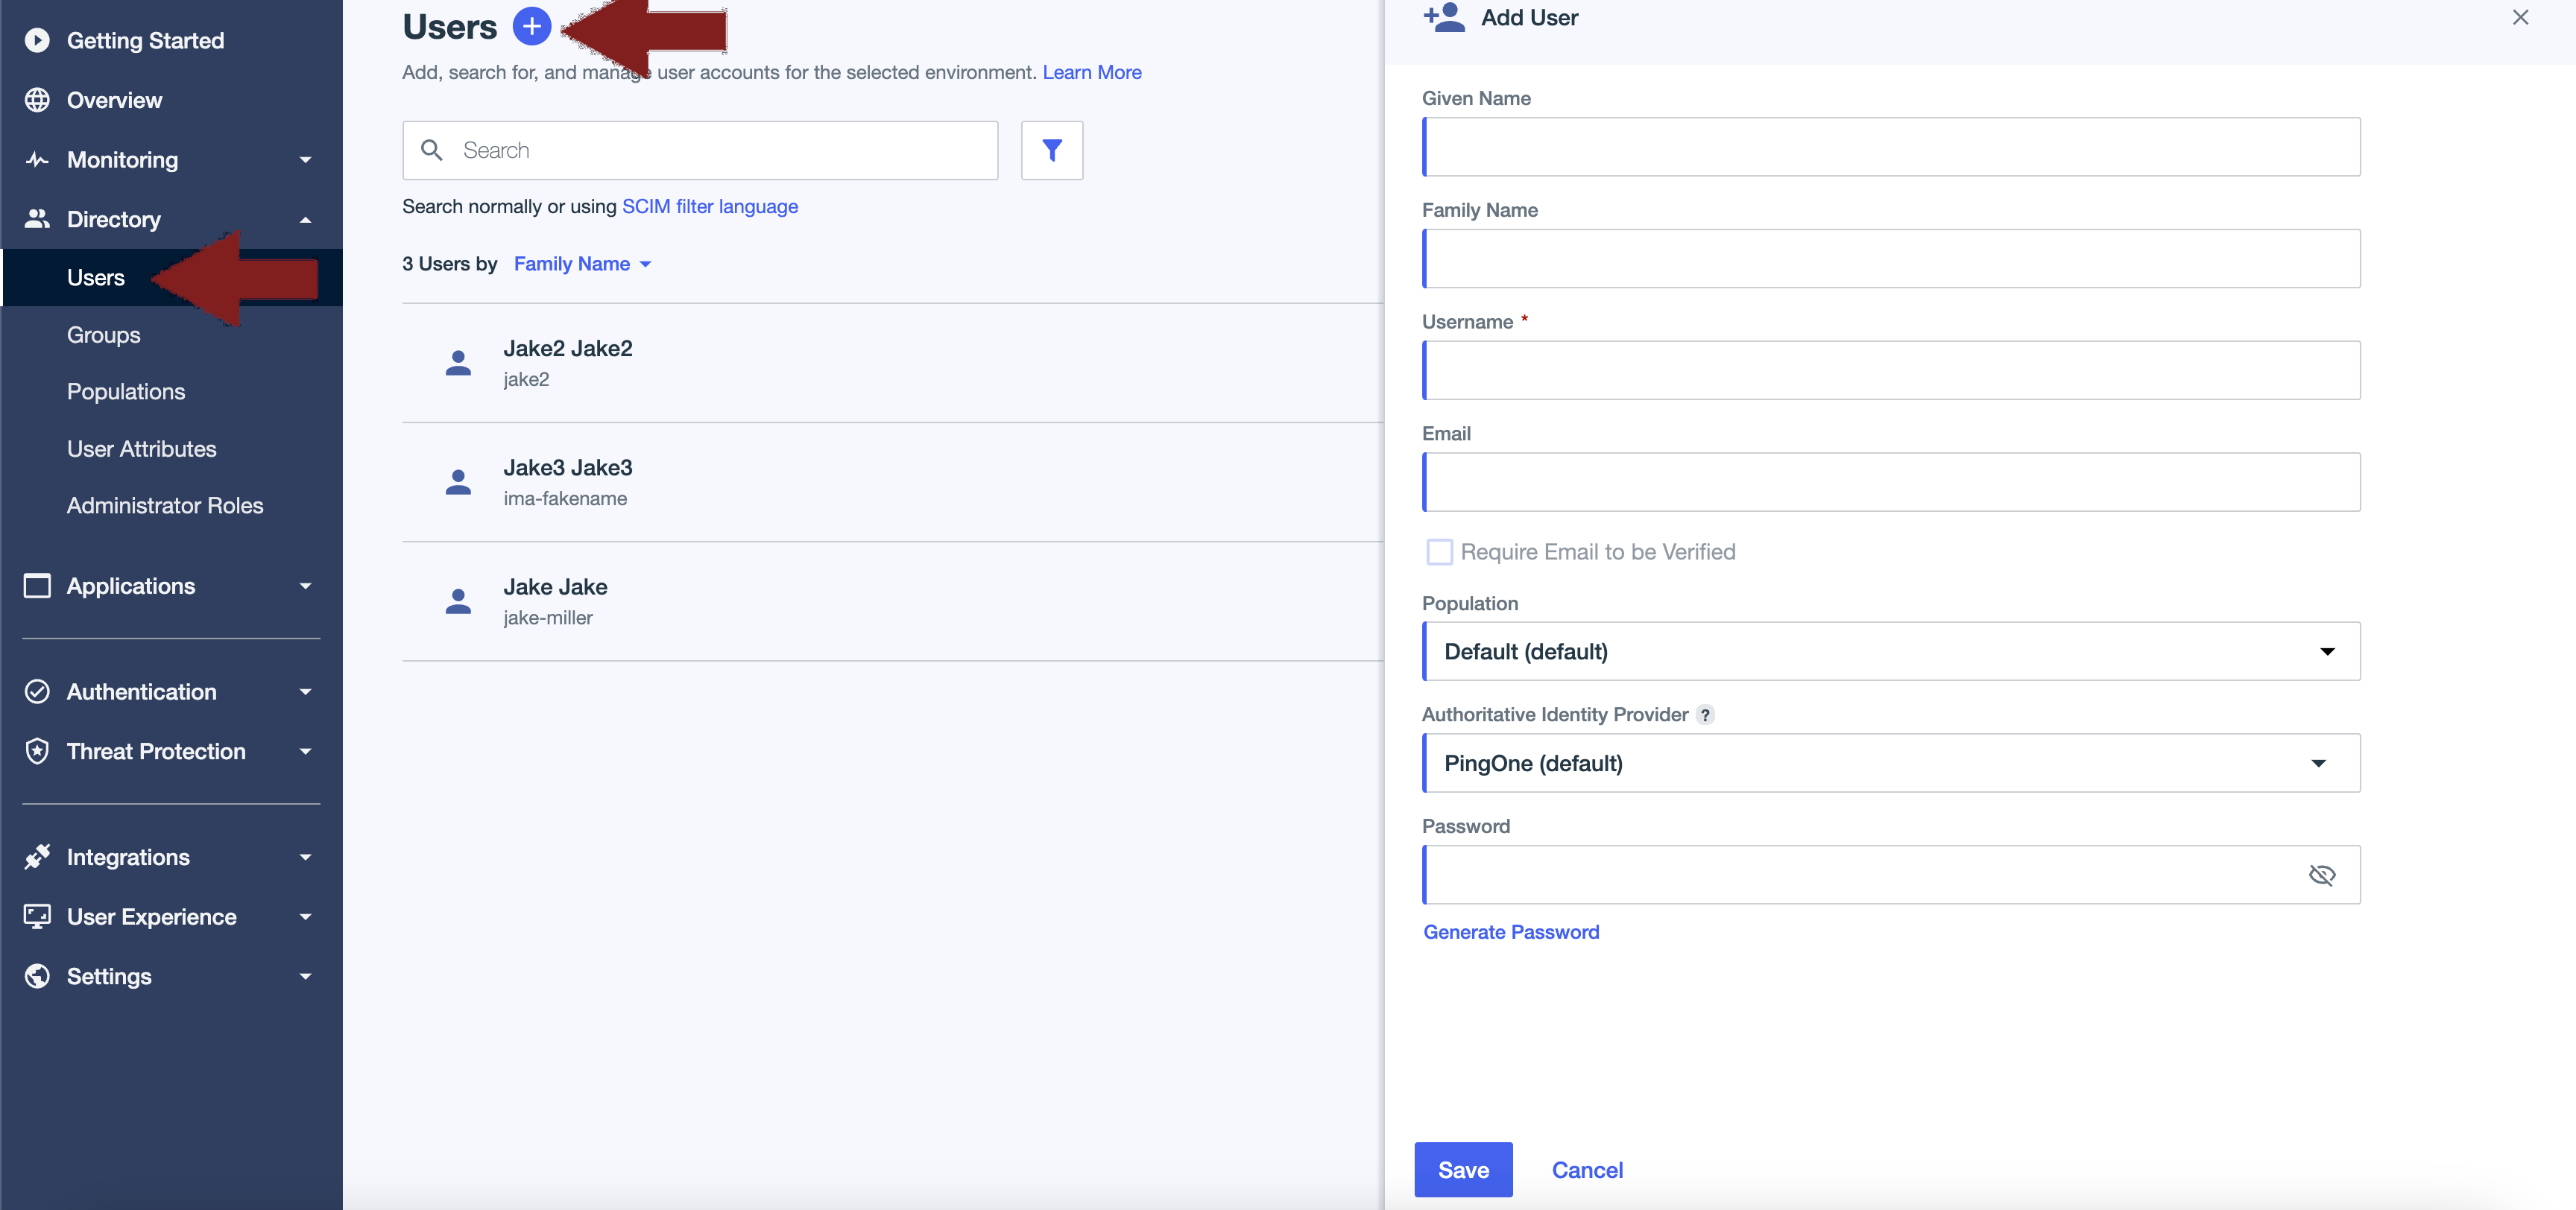 Getting Started
Overview
Monitoring
Directory
Users
Groups
Populations
User Attributes
Administrator Roles
Applications
Authentication
Threat Protection
Integrations
User Experience
Settings
Users
Add, search for, and manage user accounts for the selected environment. Learn More
Search
Search normally or using SCIM filter language
3 Users by Family Name
Jake2 Jake2
jake2
Jake3 Jake3
ima-fakename
Jake Jake
jake-miller
Add User
Given Name
Family Name
Username *
Email
Require Email to be Verified
Population
Default (default)
Authoritative Identity Provider ?
PingOne (default)
Password
Generate Password
Save Cancel